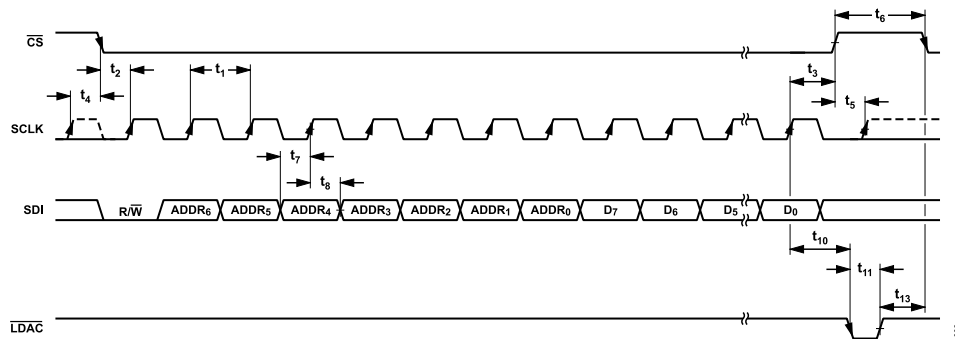 t6
CS
t2
t1
t3
t4
t5
SCLK
t7
t8
SDI
R/W
ADDR6
ADDR5
ADDR4
ADDR3
ADDR2
ADDR1
ADDR0
D7
D6
D5
D0
t10
t11
t13
LDAC